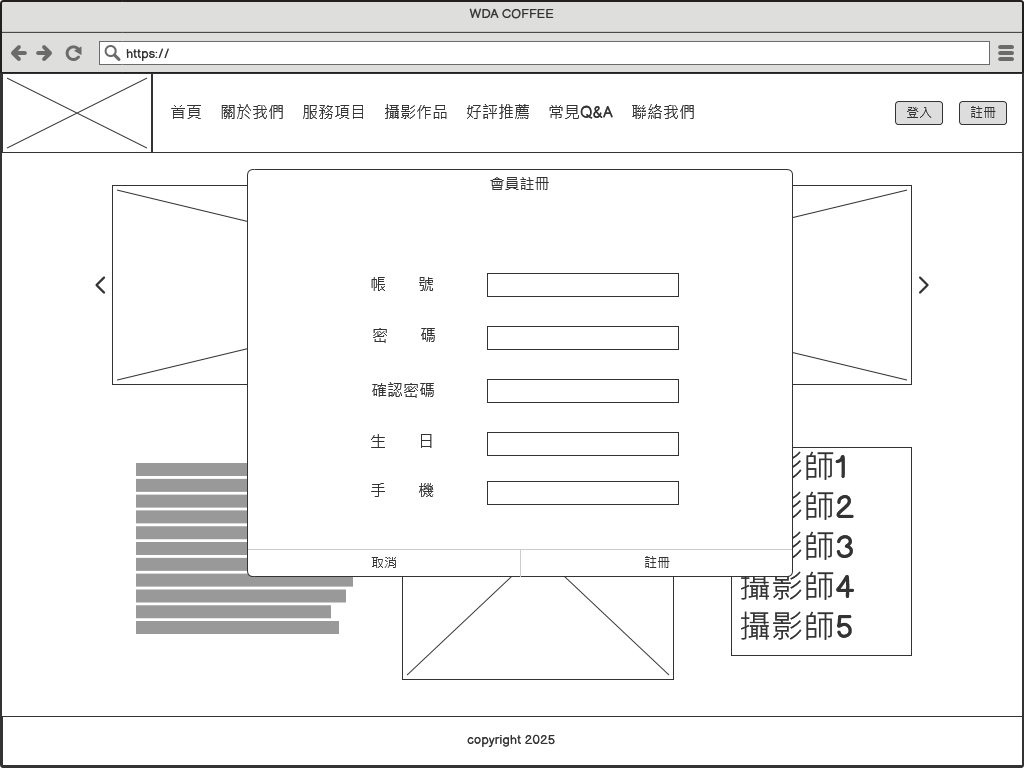 WDA COFFEE
https://
首頁 關於我們 服務項目 攝影作品 好評推薦 常見Q&A 聯絡我們 登入 註冊
會員註冊
帳 號
密 碼
確認密碼
生 日
手 機
取消 註冊
影師1
影師2
影師3
攝影師4
攝影師5
copyright 2025